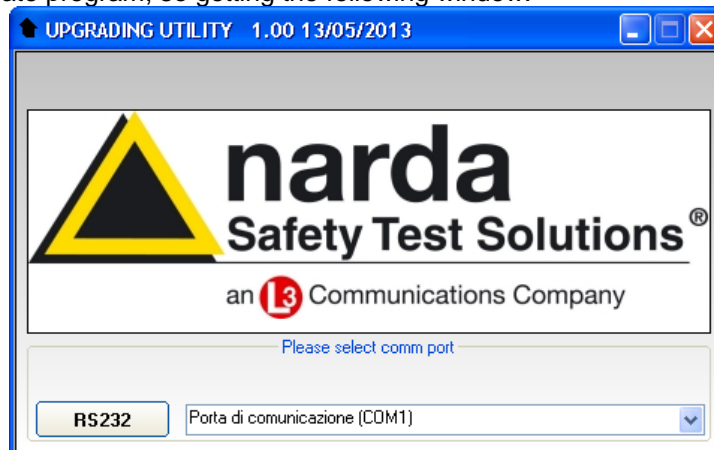 UPGRADING UTILITY 1.00 13/05/2013
narda
Safety Test Solutions®
an L3 Communications Company
Please select comm port
RS232
Porta di comunicazione (COM1)